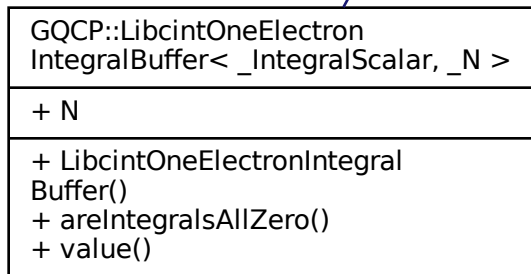 GQCP::LibcintOneElectron
IntegralBuffer< _IntegralScalar, _N >
+ N
+ LibcintOneElectronIntegral
Buffer()
+ areIntegralsAllZero()
+ value()